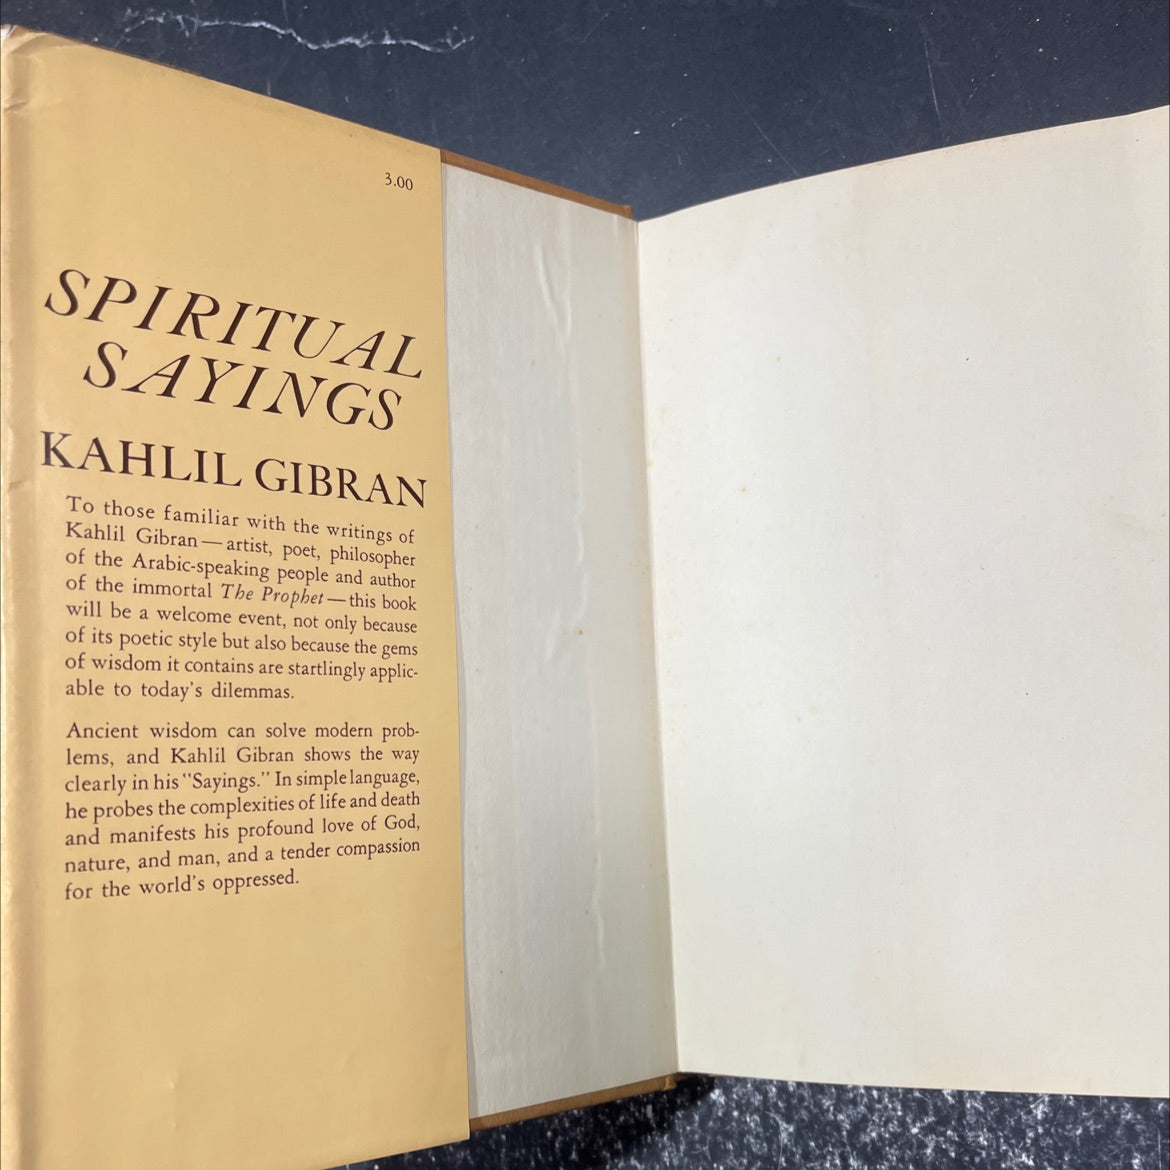 3.00
SPIRITUAL
SAYINGS
KAHLIL GIBRAN
To those familiar with the writings of
Kahlil Gibran—artist, poet, philosopher
of the Arabic-speaking people and author
of the immortal The Prophet—this book
will be a welcome event, not only because
of its poetic style but also because the gems
of wisdom it contains are startlingly applic-
able to today's dilemmas.
Ancient wisdom can solve modern prob-
lems, and Kahlil Gibran shows the way
clearly in his "Sayings." In simple language,
he probes the complexities of life and death
and manifests his profound love of God,
nature, and man, and a tender compassion
for the world's oppressed.